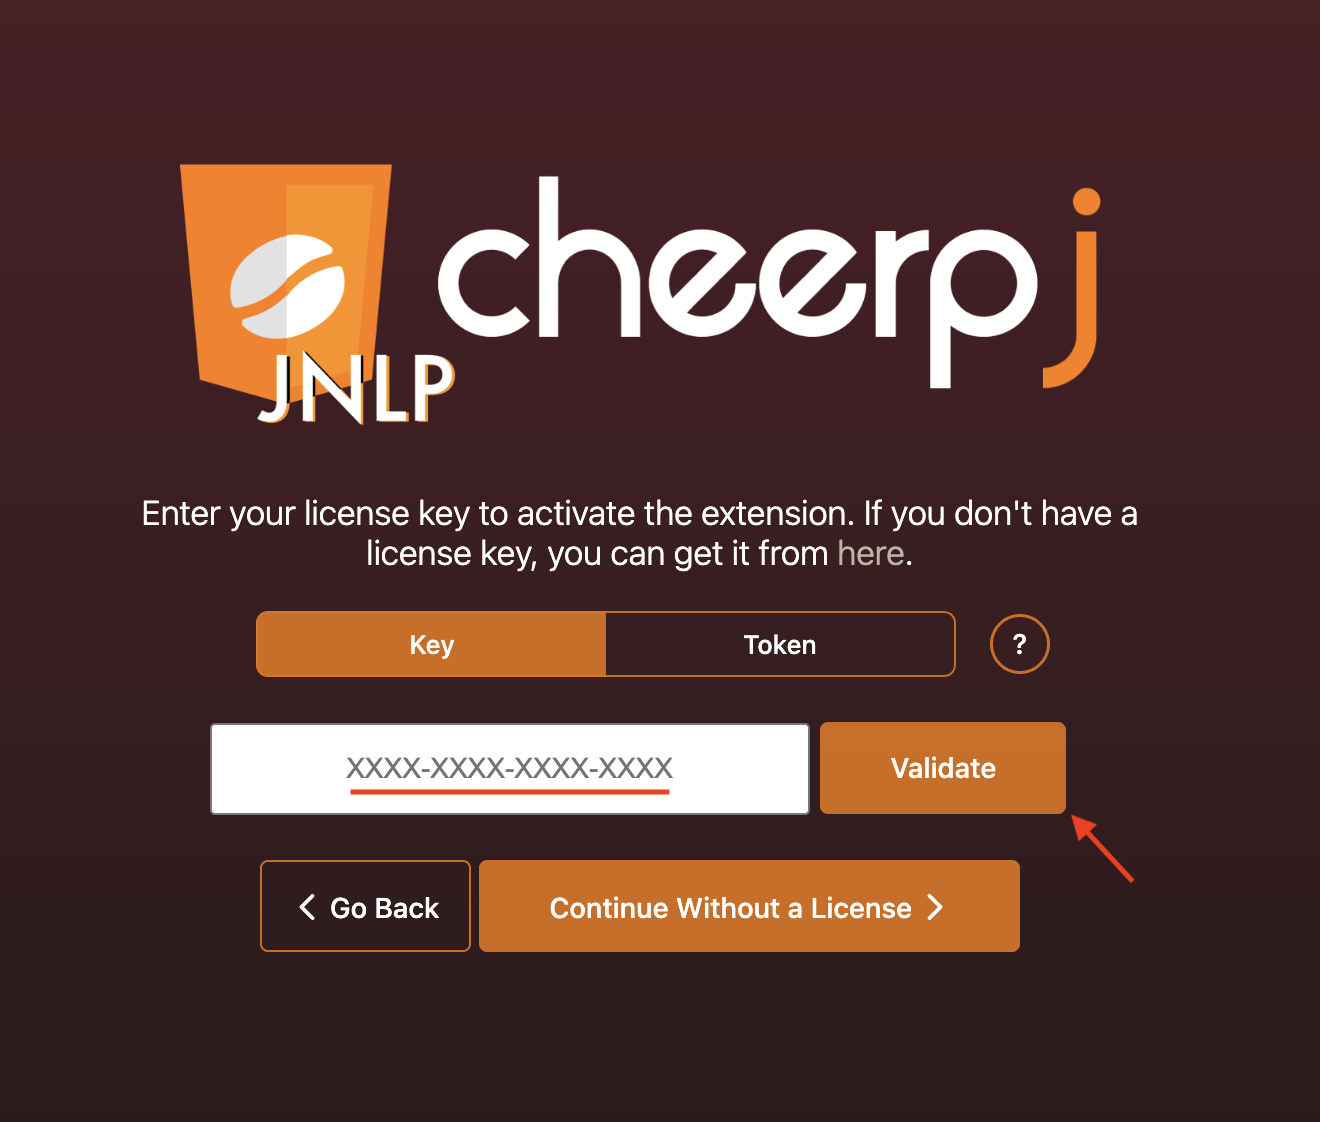 cheerpj
JNLP
Enter your license key to activate the extension. If you don't have a
license key, you can get it from here.
Key
Token
?
XXXX-XXXX-XXXX-XXXX
Validate
Go Back
Continue Without a License